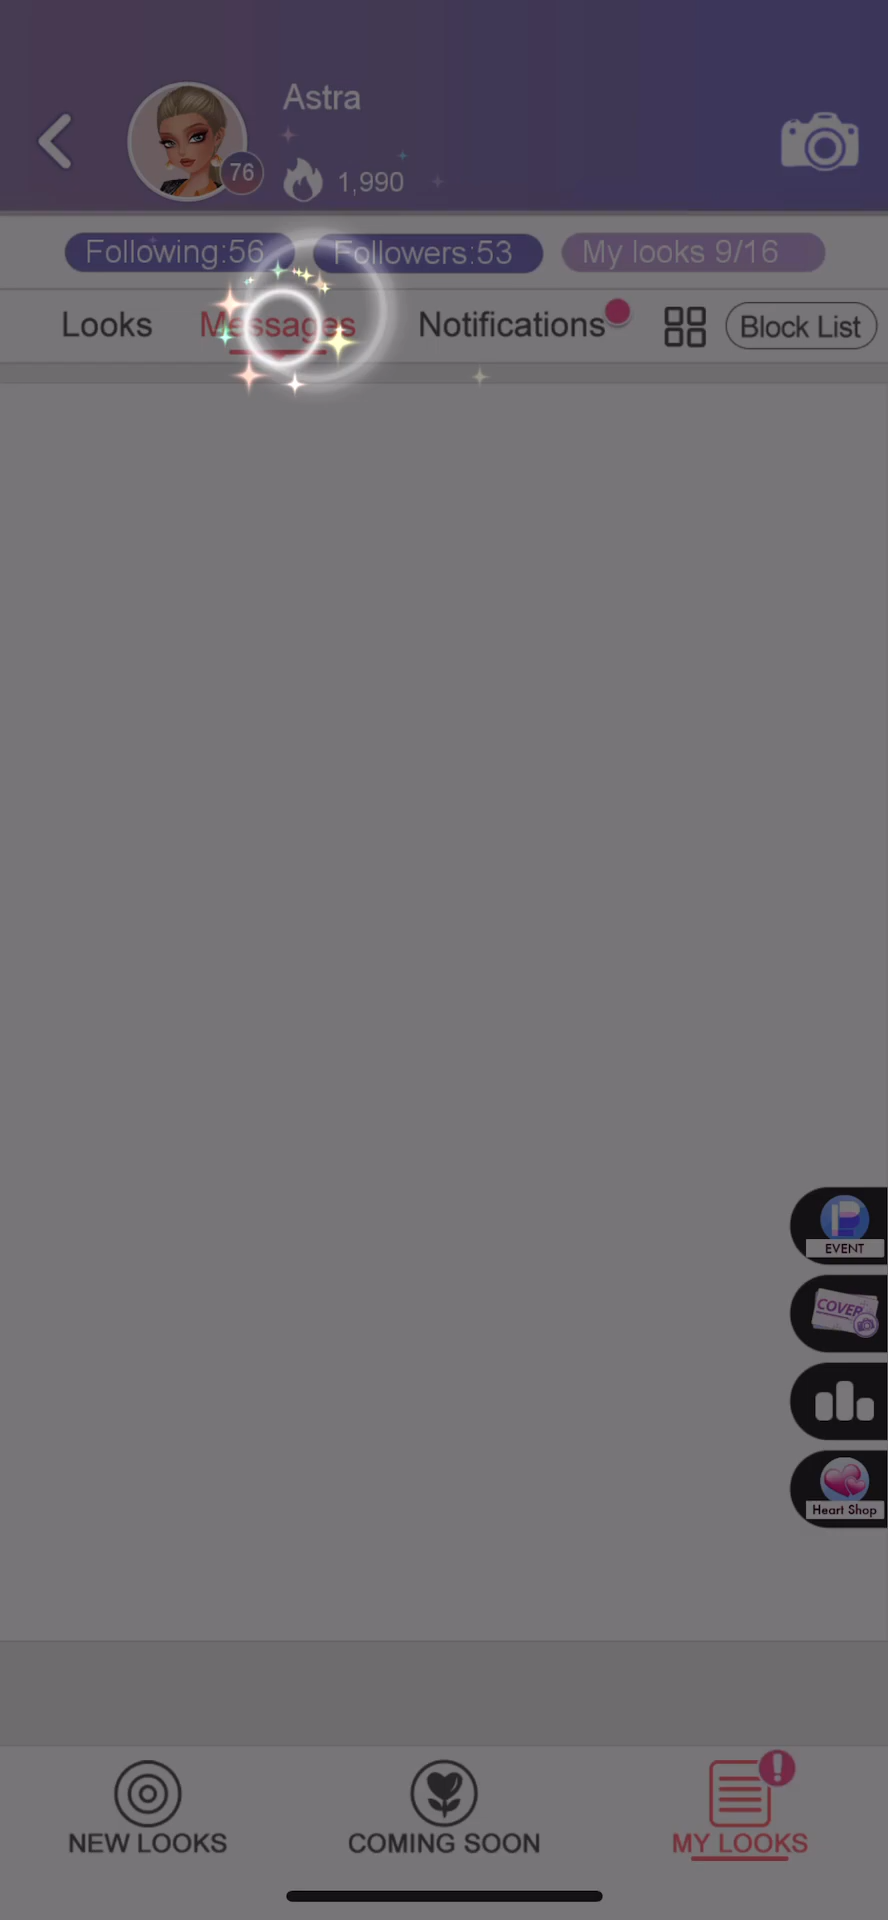 Astra
76
1,990
Following:56 Followers:53 My looks 9/16
Looks Messages Notifications Block List
EVENT
COVER
Heart Shop
NEW LOOKS COMING SOON MY LOOKS